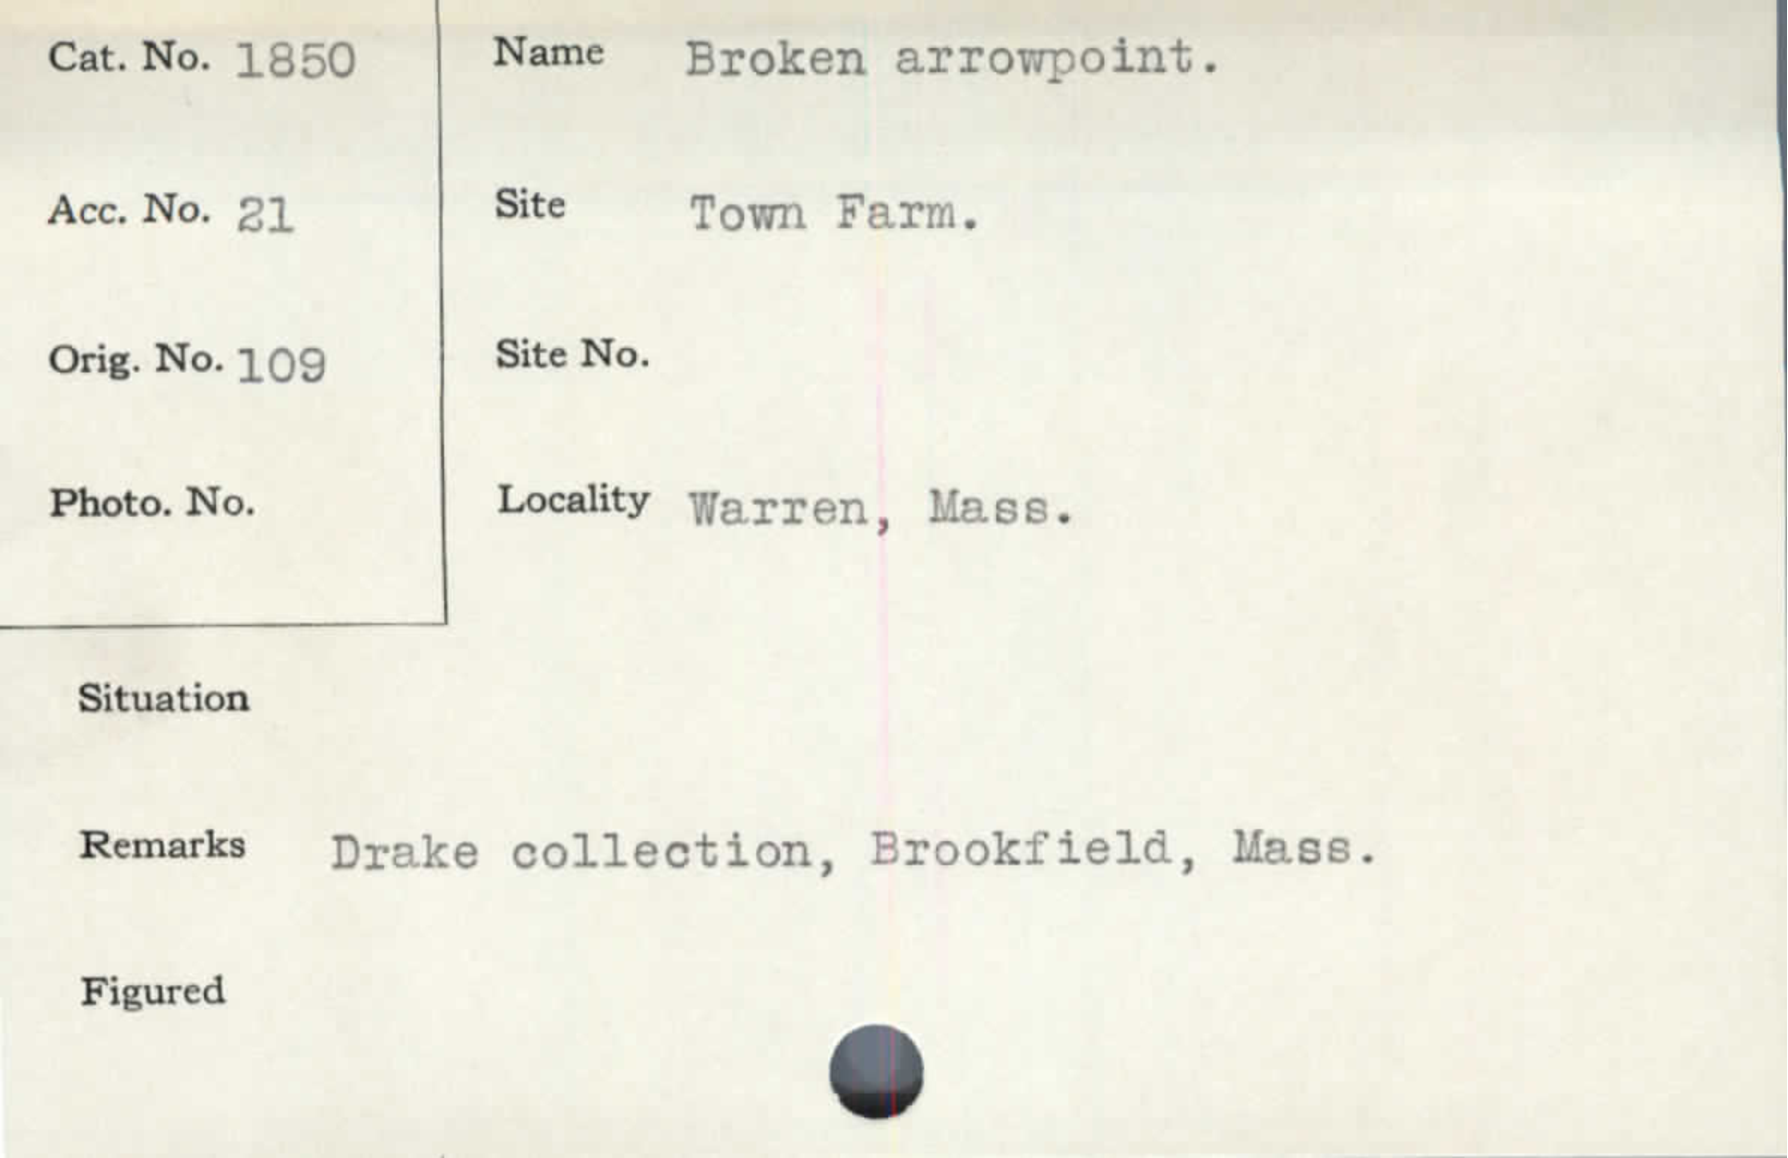 Cat. No. 1850
Acc. No. 21
Orig. No. 109
Photo. No.
Name Broken arrowpoint.
Site Town Farm.
Site No.
Locality Warren, Mass.
Situation
Remarks Drake collection, Brookfield, Mass.
Figured